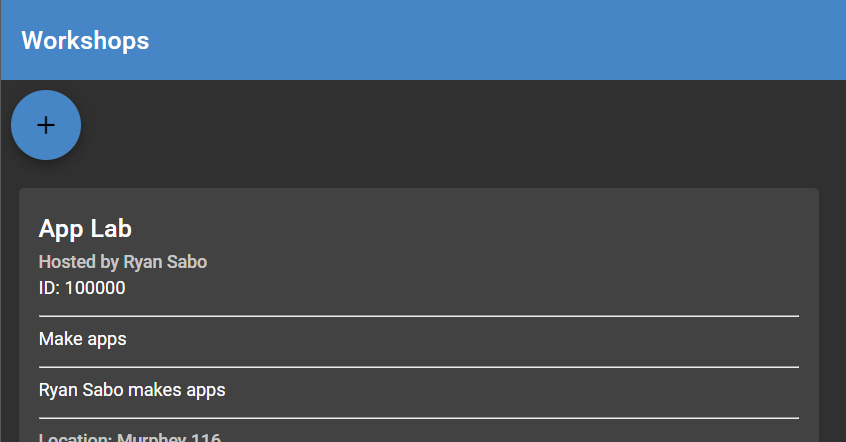 Workshops
+
App Lab
Hosted by Ryan Sabo
ID: 100000
Make apps
Ryan Sabo makes apps
Location: Murphey 116